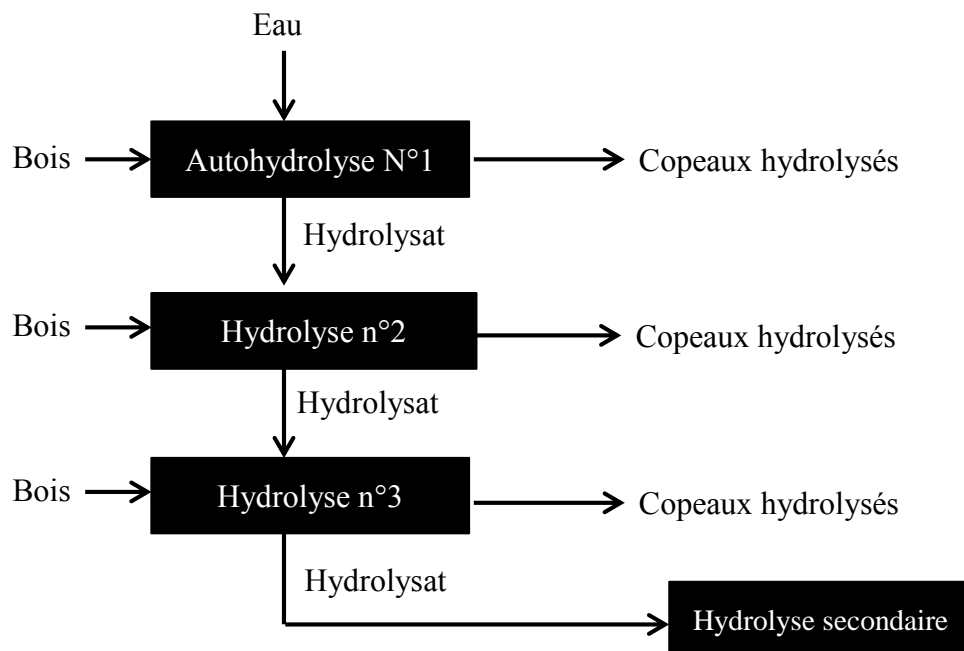 Eau
Bois
Autohydrolyse N°1
Copeaux hydrolysés
Hydrolysat
Bois
Hydrolyse n°2
Copeaux hydrolysés
Hydrolysat
Bois
Hydrolyse n°3
Copeaux hydrolysés
Hydrolysat
Hydrolyse secondaire